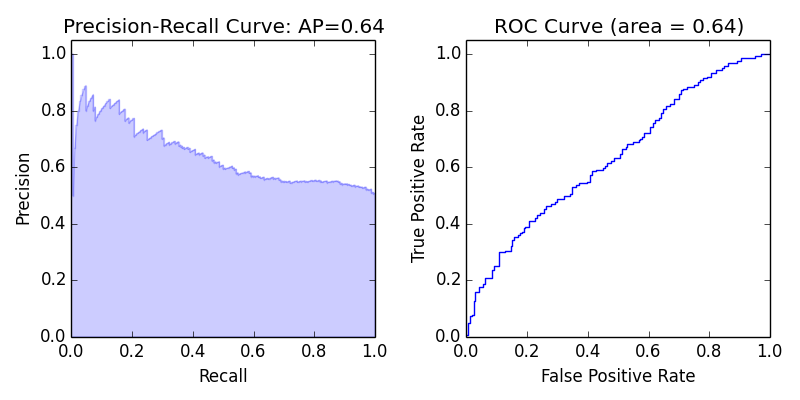 Precision-Recall Curve: AP=0.64
1.0
0.8
0.6
0.4
0.2
0.0
Precision
0.0 0.2 0.4 0.6 0.8 1.0
Recall
ROC Curve (area = 0.64)
1.0
0.8
0.6
0.4
0.2
0.0
True Positive Rate
0.0 0.2 0.4 0.6 0.8 1.0
False Positive Rate